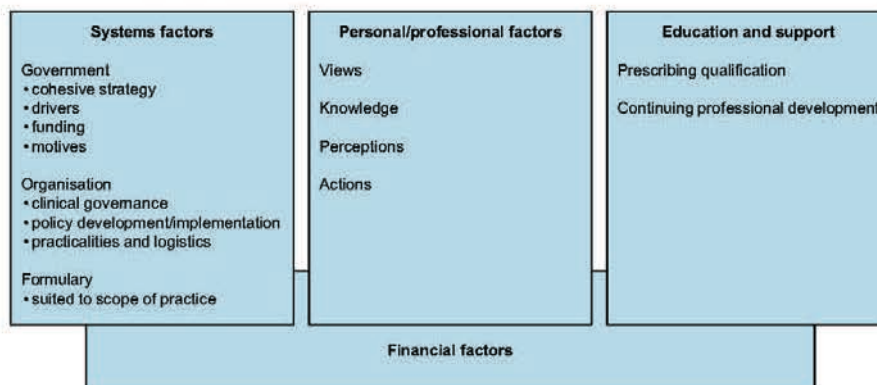 Systems factors
Government
• cohesive strategy
• drivers
• funding
• motives
Organisation
• clinical governance
• policy development/implementation
• practicalities and logistics
Formulary
• suited to scope of practice
Personal/professional factors
Views
Knowledge
Perceptions
Actions
Education and support
Prescribing qualification
Continuing professional development
Financial factors